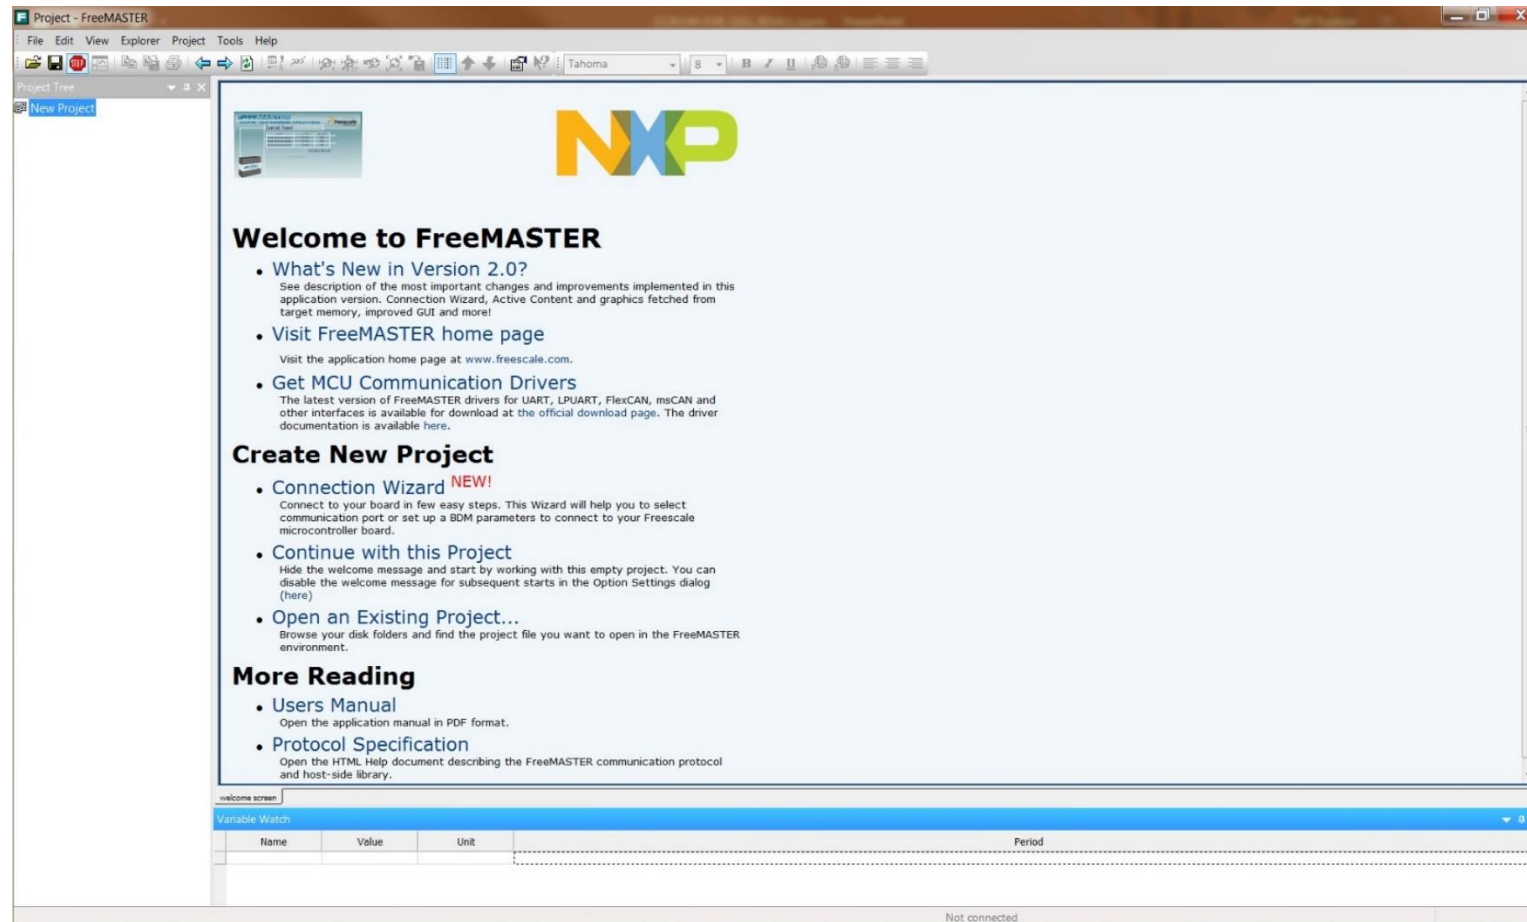 Project - FreeMASTER
File Edit View Explorer Project Tools Help
Tahoma 8 B I U
Project Tree
New Project
NXP
Welcome to FreeMASTER
What's New in Version 2.0?
See description of the most important changes and improvements implemented in this
application version. Connection Wizard, Active Content and graphics fetched from
target memory, improved GUI and more!
Visit FreeMASTER home page
Visit the application home page at www.freescale.com.
Get MCU Communication Drivers
The latest version of FreeMASTER drivers for UART, LPUART, FlexCAN, msCAN and
other interfaces is available for download at the official download page. The driver
documentation is available here.
Create New Project
Connection Wizard NEW!
Connect to your board in few easy steps. This Wizard will help you to select
communication port or set up a BDM parameters to connect to your Freescale
microcontroller board.
Continue with this Project
Hide the welcome message and start by working with this empty project. You can
disable the welcome message for subsequent starts in the Option Settings dialog
(here)
Open an Existing Project...
Browse your disk folders and find the project file you want to open in the FreeMASTER
environment.
More Reading
Users Manual
Open the application manual in PDF format.
Protocol Specification
Open the HTML Help document describing the FreeMASTER communication protocol
and host-side library.
welcome screen
Variable Watch
Name Value Unit Period
Not connected